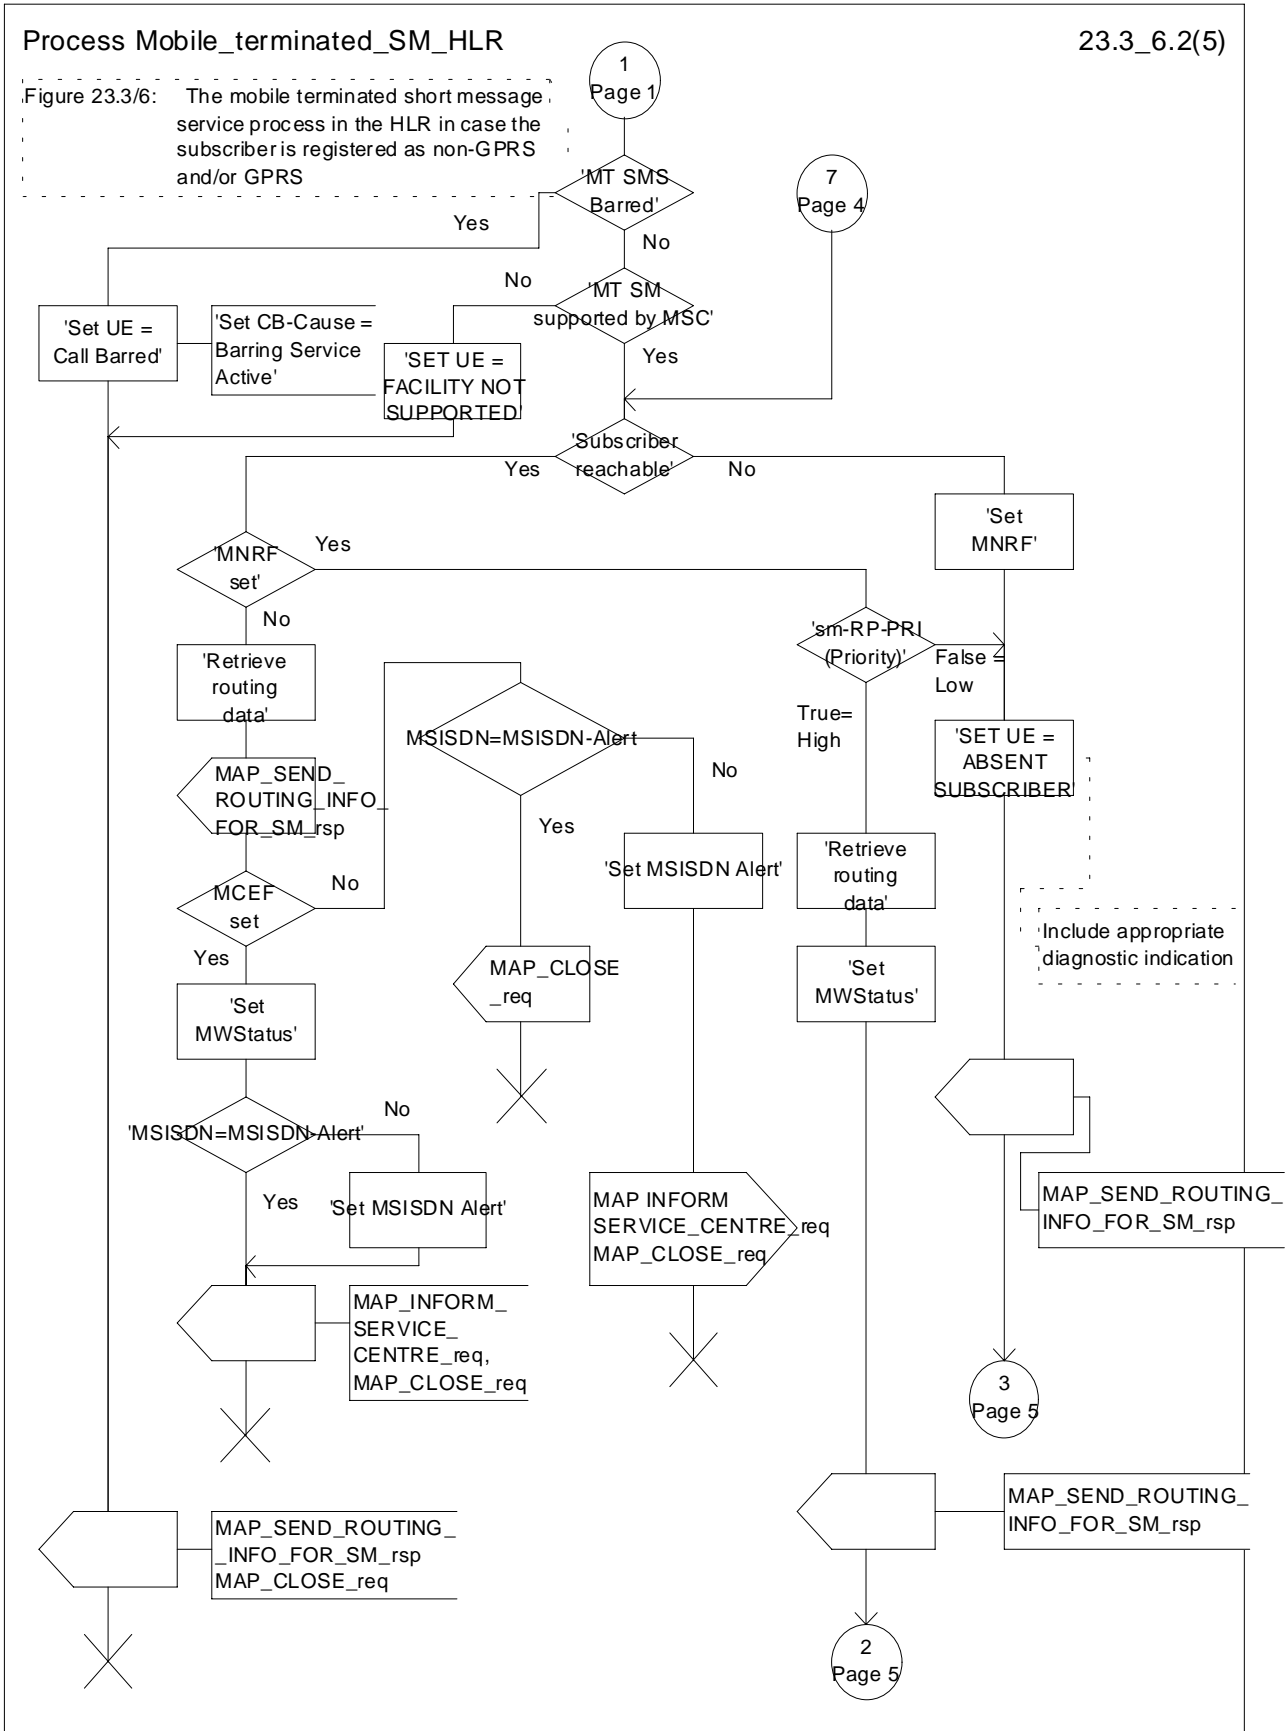 Process Mobile_terminated_SM_HLR
23.3_6.2(5)
Figure 23.3/6: The mobile terminated short message
service process in the HLR in case the
subscriber is registered as non-GPRS
and/or GPRS
1
Page 1
'MT SMS
Barred'
7
Page 4
Yes
No
No
'MT SM
supported by MSC'
'Set UE =
Call Barred'
'Set CB-Cause =
Barring Service
Active'
'SET UE =
FACILITY NOT
SUPPORTED'
Yes
'Subscriber
reachable'
Yes
No
'Set
MNRF'
'MNRF
set'
Yes
No
'sm-RP-PRI
(Priority)'
False =
Low
True=
High
'Retrieve
routing
data'
MSISDN=MSISDN-Alert
No
Yes
'SET UE =
ABSENT
SUBSCRIBER'
MAP_SEND_
ROUTING_INFO_
FOR_SM_rsp
'Set MSISDN Alert'
'Retrieve
routing
data'
MCEF
set
No
Yes
Include appropriate
diagnostic indication
MAP_CLOSE
_req
'Set
MWStatus'
'Set
MWStatus'
'MSISDN=MSISDN-Alert'
No
Yes
'Set MSISDN Alert'
MAP INFORM
SERVICE_CENTRE_req
MAP_CLOSE_req
MAP_SEND_ROUTING_
INFO_FOR_SM_rsp
MAP_INFORM_
SERVICE_
CENTRE_req,
MAP_CLOSE_req
3
Page 5
MAP_SEND_ROUTING_
_INFO_FOR_SM_rsp
MAP_CLOSE_req
MAP_SEND_ROUTING_
INFO_FOR_SM_rsp
2
Page 5